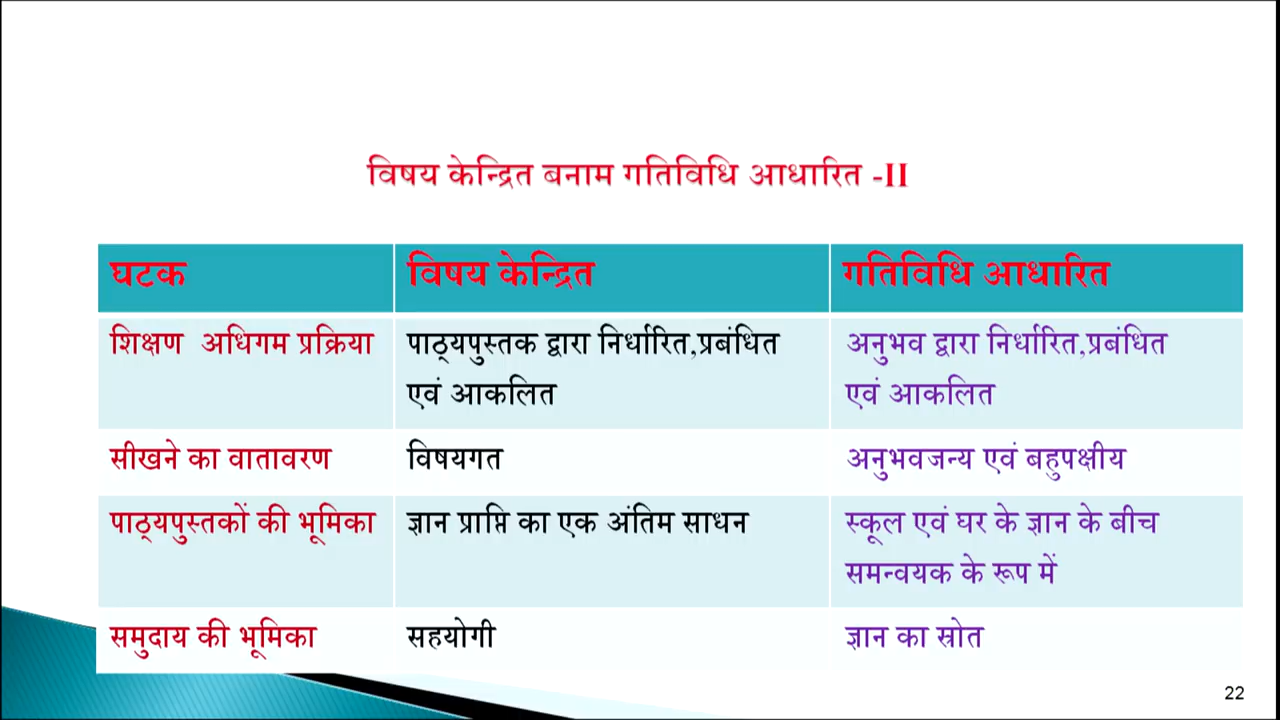 विषय केन्द्रित बनाम गतिविधि आधारित -II
घटक विषय केन्द्रित गतिविधि आधारित
शिक्षण अधिगम प्रक्रिया पाठ्यपुस्तक द्वारा निर्धारित,प्रबंधित अनुभव द्वारा निर्धारित,प्रबंधित
एवं आकलित एवं आकलित
सीखने का वातावरण विषयगत अनुभवजन्य एवं बहुपक्षीय
पाठ्यपुस्तकों की भूमिका ज्ञान प्राप्ति का एक अंतिम साधन स्कूल एवं घर के ज्ञान के बीच
समन्वयक के रूप में
समुदाय की भूमिका सहयोगी ज्ञान का स्रोत
22